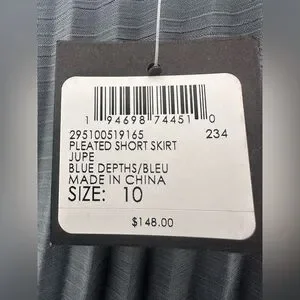 1 94698 74451 0
295100519165 234
PLEATED SHORT SKIRT
JUPE
BLUE DEPTHS/BLEU
MADE IN CHINA
SIZE: 10
$148.00